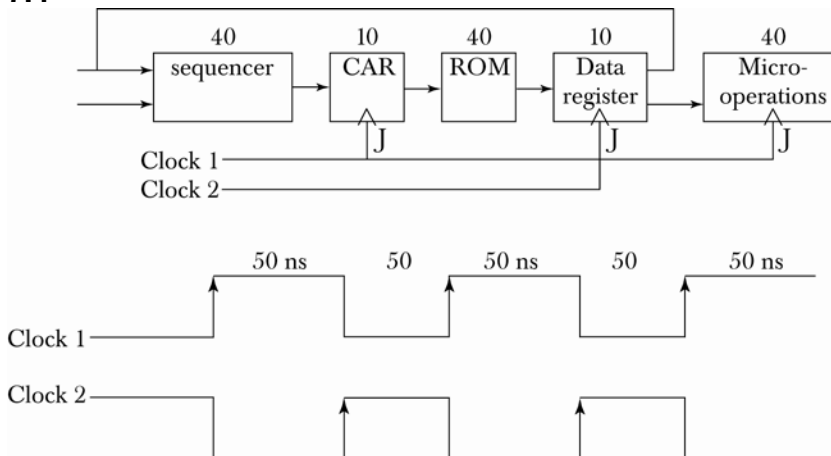 40 10 40 10 40
sequencer CAR ROM Data register Micro-operations
J J J
Clock 1
Clock 2
50 ns 50 50 ns 50 50 ns
Clock 1
Clock 2